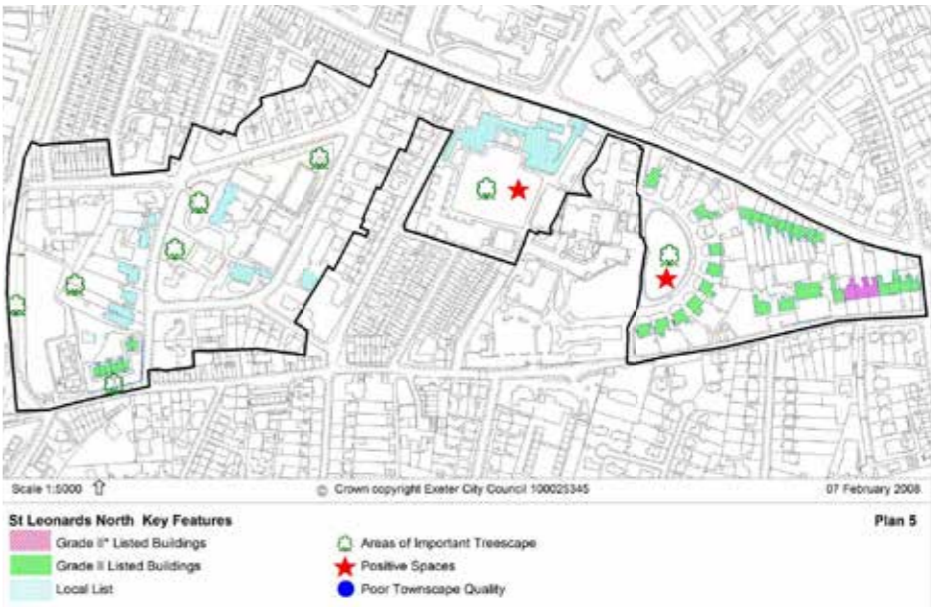 Scale 1:5000
© Crown copyright Exeter City Council 100025345
07 February 2008
St Leonards North Key Features
Plan 5
Grade II* Listed Buildings
Grade II Listed Buildings
Local List
Areas of Important Treescape
Positive Spaces
Poor Townscape Quality